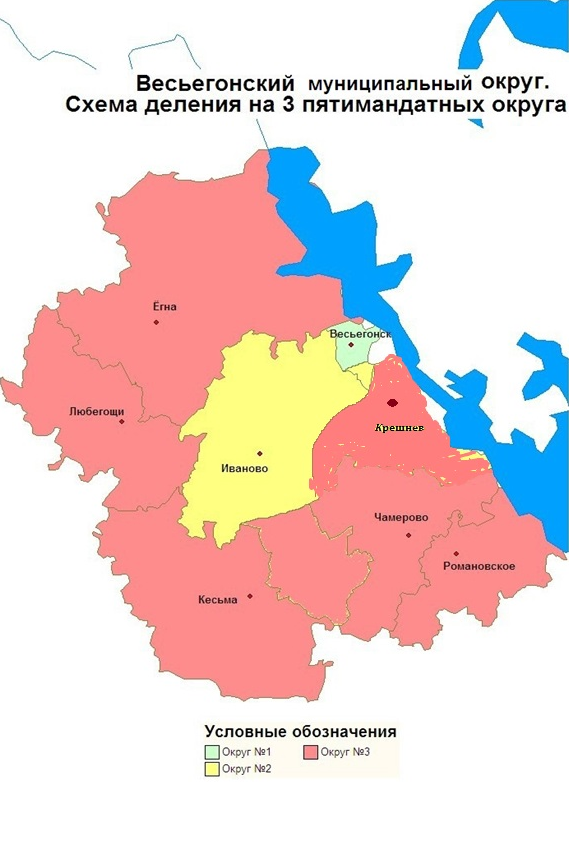 Весьегонский муниципальный округ.
Схема деления на 3 пятимандатных округа
Ёгна
Весьегонск
Любегощи
Крешнев
Иваново
Чамерово
Романовское
Кесьма
Условные обозначения
Округ №1
Округ №3
Округ №2